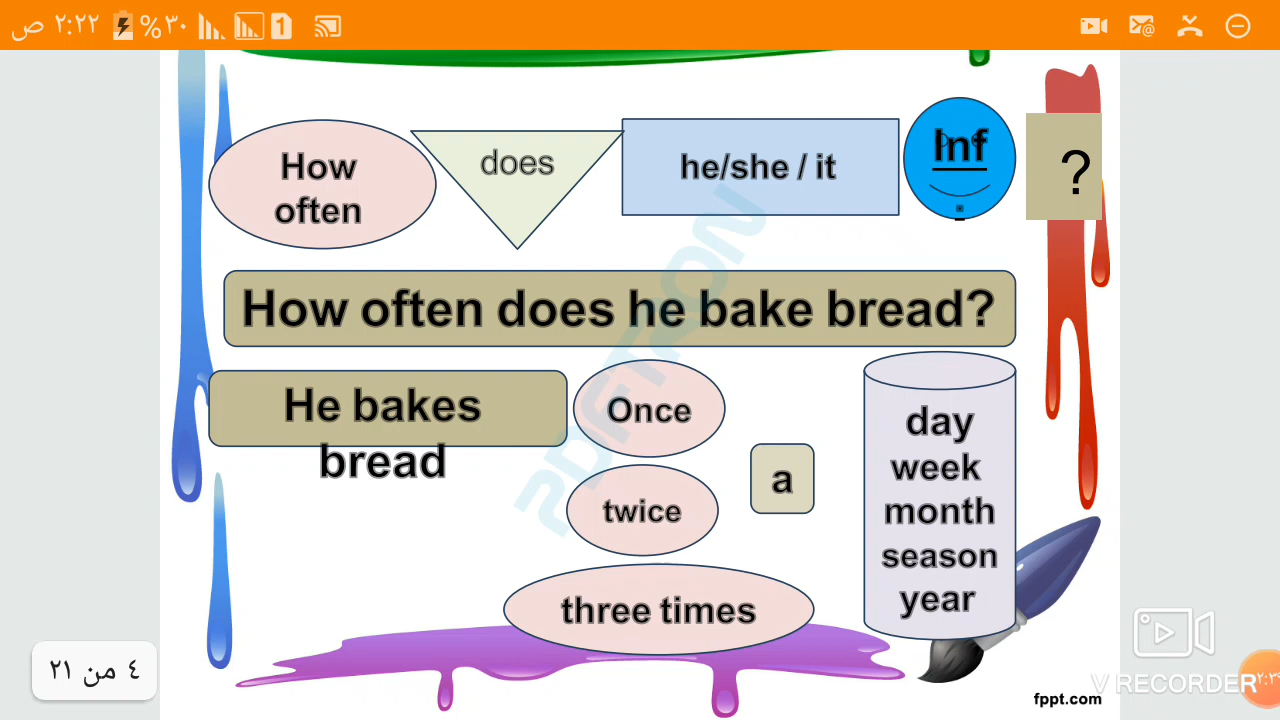 ٢:٢٢ ص
%٣٠
1
How
often
does
he/she / it
Inf
.
?
How often does he bake bread?
He bakes
bread
Once
twice
three times
a
day
week
month
season
year
PDFTRON
٤ من ٢١
fppt.com
V RECORDER